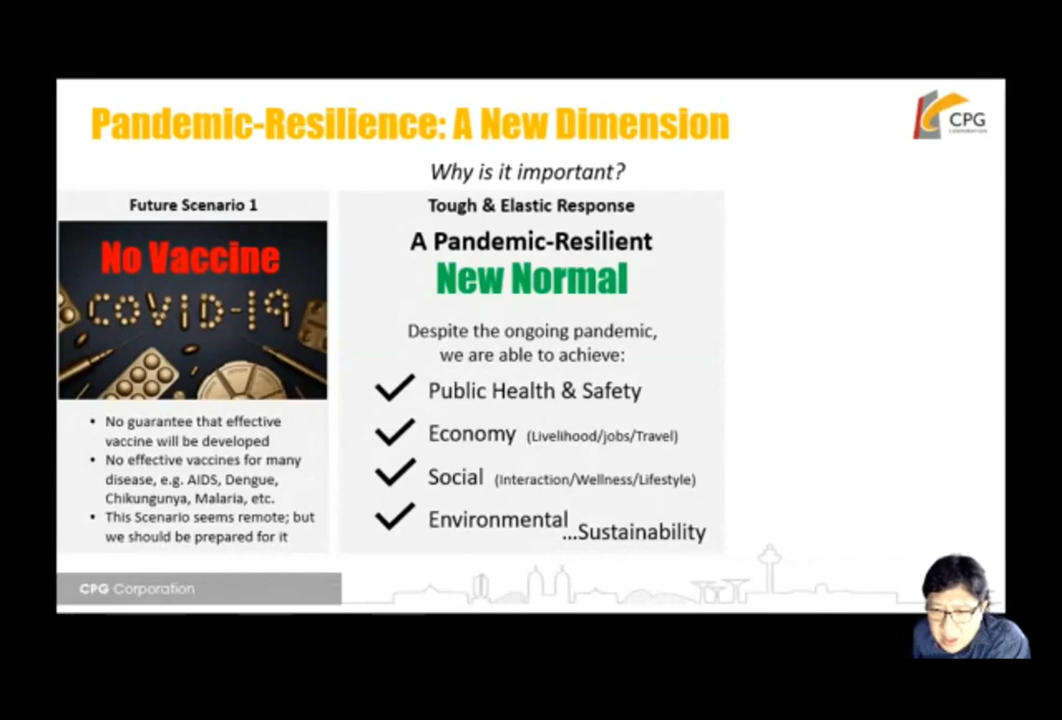 Pandemic-Resilience: A New Dimension
CPG
CORPORATION
Why is it important?
Future Scenario 1
No Vaccine
COVID-19
• No guarantee that effective
vaccine will be developed
• No effective vaccines for many
disease, e.g. AIDS, Dengue,
Chikungunya, Malaria, etc.
• This Scenario seems remote; but
we should be prepared for it
Tough & Elastic Response
A Pandemic-Resilient
New Normal
Despite the ongoing pandemic,
we are able to achieve:
Public Health & Safety
Economy (Livelihood/jobs/Travel)
Social (Interaction/Wellness/Lifestyle)
Environmental
...Sustainability
CPG Corporation